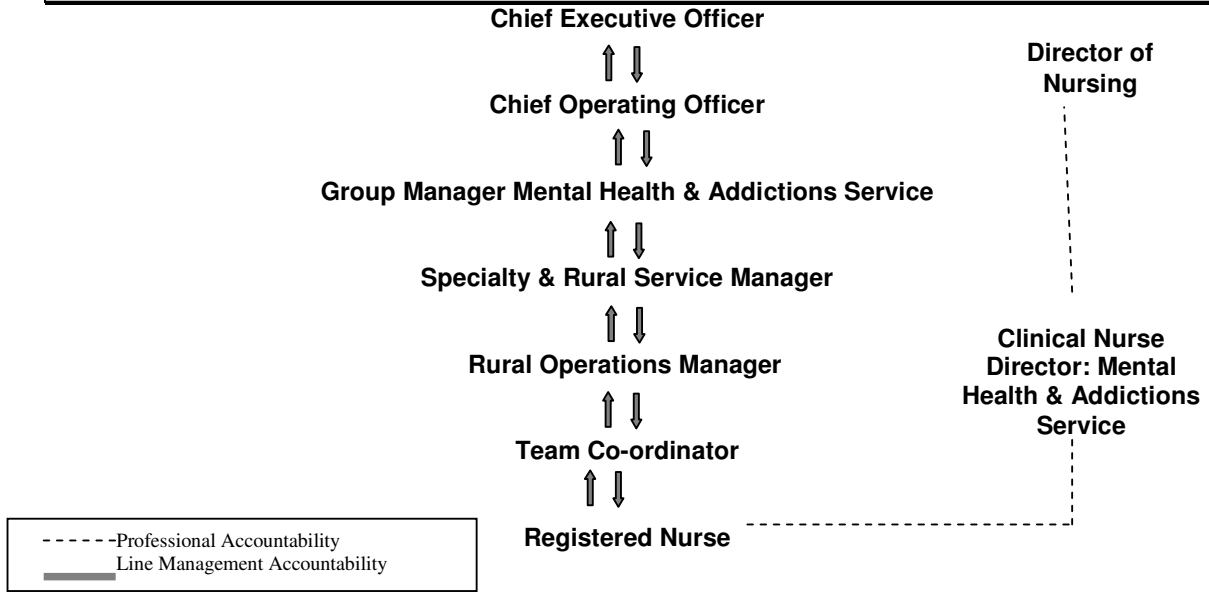 Chief Executive Officer
Director of
Nursing
Chief Operating Officer
Group Manager Mental Health & Addictions Service
Specialty & Rural Service Manager
Rural Operations Manager
Clinical Nurse
Director: Mental
Health & Addictions
Service
Team Co-ordinator
Registered Nurse
Professional Accountability
Line Management Accountability